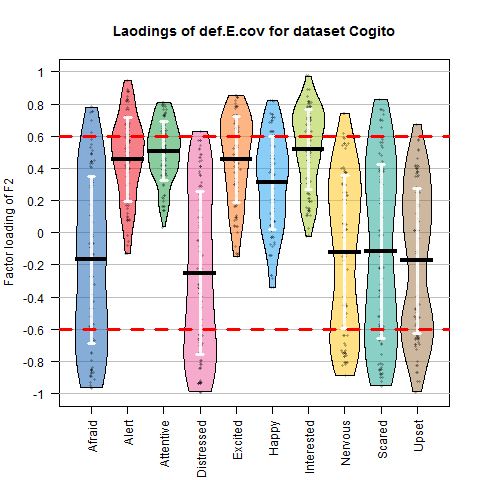 Laodings of def.E.cov for dataset Cogito
Factor loading of F2
1
0.8
0.6
0.4
0.2
0
-0.2
-0.4
-0.6
-0.8
-1
Afraid
Alert
Attentive
Distressed
Excited
Happy
Interested
Nervous
Scared
Upset